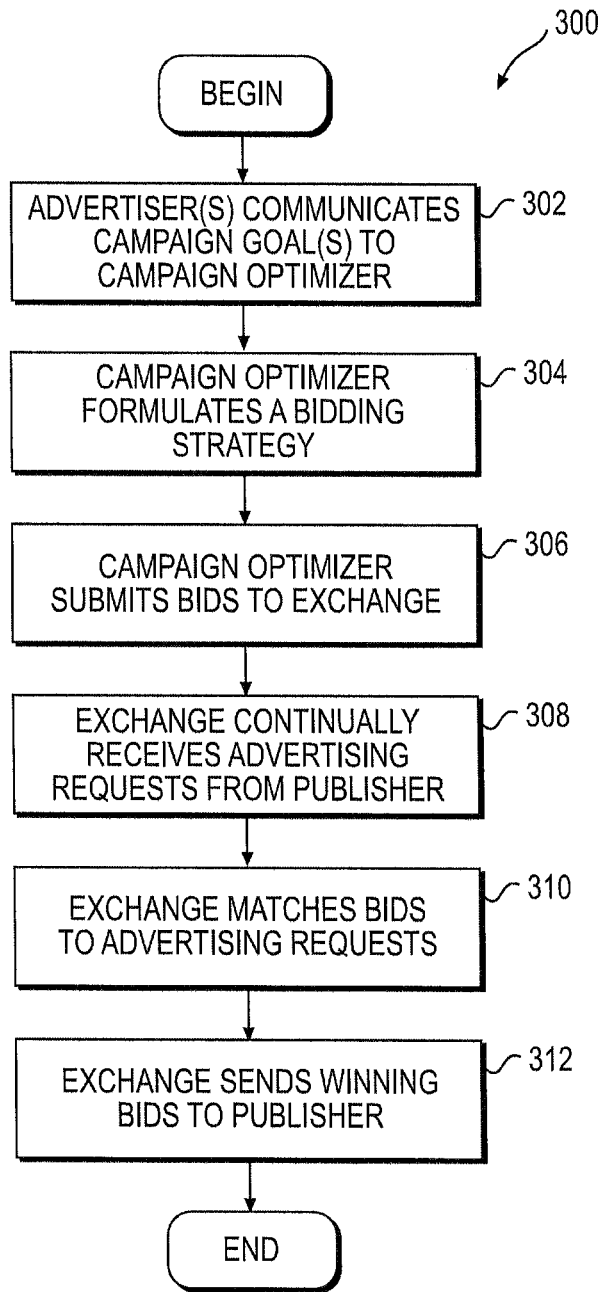 300
BEGIN
ADVERTISER(S) COMMUNICATES
CAMPAIGN GOAL(S) TO
CAMPAIGN OPTIMIZER
302
CAMPAIGN OPTIMIZER
FORMULATES A BIDDING
STRATEGY
304
CAMPAIGN OPTIMIZER
SUBMITS BIDS TO EXCHANGE
306
EXCHANGE CONTINUALLY
RECEIVES ADVERTISING
REQUESTS FROM PUBLISHER
308
EXCHANGE MATCHES BIDS
TO ADVERTISING REQUESTS
310
EXCHANGE SENDS WINNING
BIDS TO PUBLISHER
312
END